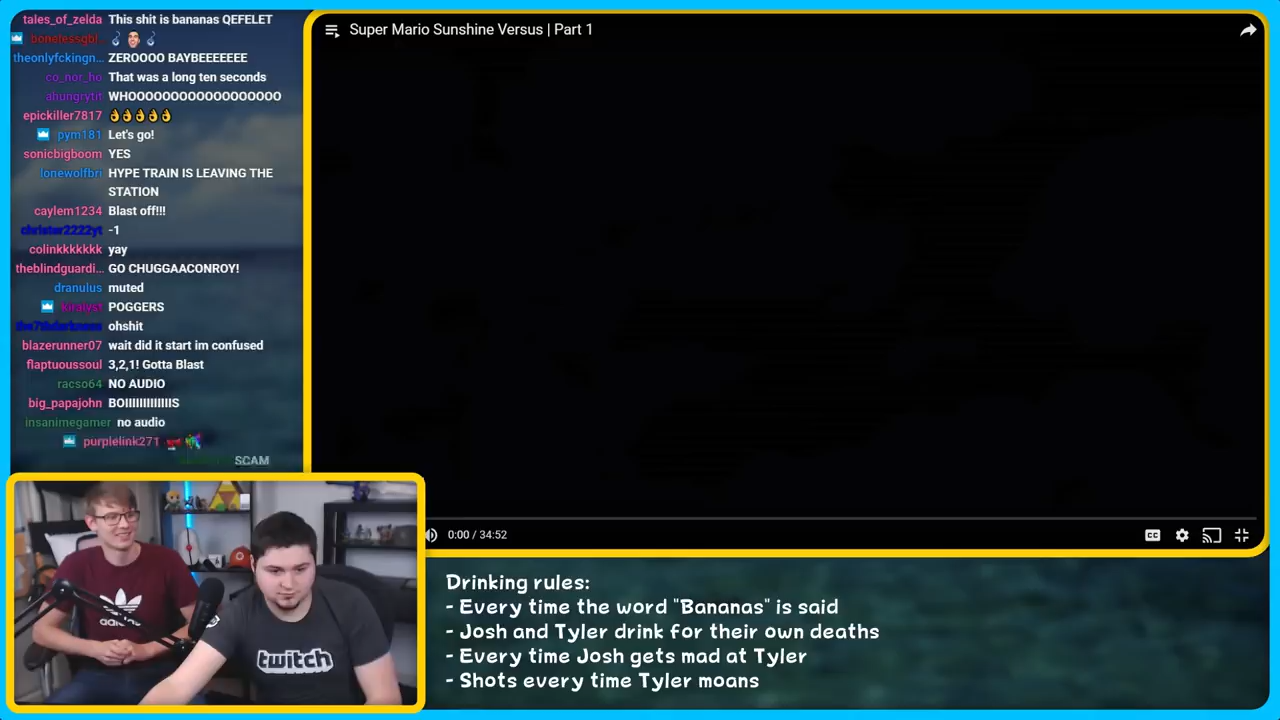 tales_of_zelda This shit is bananas QEFELET
theonlyfckingn... ZEROOOO BAYBEEEEEE
co_nor_ho That was a long ten seconds
ahungrytit WHOOOOOOOOOOOOOOOOOO
epickiller7817 👌👌👌👌👌
pym181 Let's go!
sonicbigboom YES
lonewolfbri HYPE TRAIN IS LEAVING THE
STATION
caylem1234 Blast off!!!
christer2222yt -1
colinkkkkkkk yay
theblindguardi... GO CHUGGAACONROY!
dranulus muted
POGGERS
ohshit
blazerunner07 wait did it start im confused
flaptuoussoul 3,2,1! Gotta Blast
racso64 NO AUDIO
big_papajohn BOIIIIIIIIIIIIS
insanimegamer no audio
purplelink271
SCAM
Super Mario Sunshine Versus | Part 1
0:00 / 34:52
CC
adidas
twitch
Drinking rules:
- Every time the word "Bananas" is said
- Josh and Tyler drink for their own deaths
- Every time Josh gets mad at Tyler
- Shots every time Tyler moans